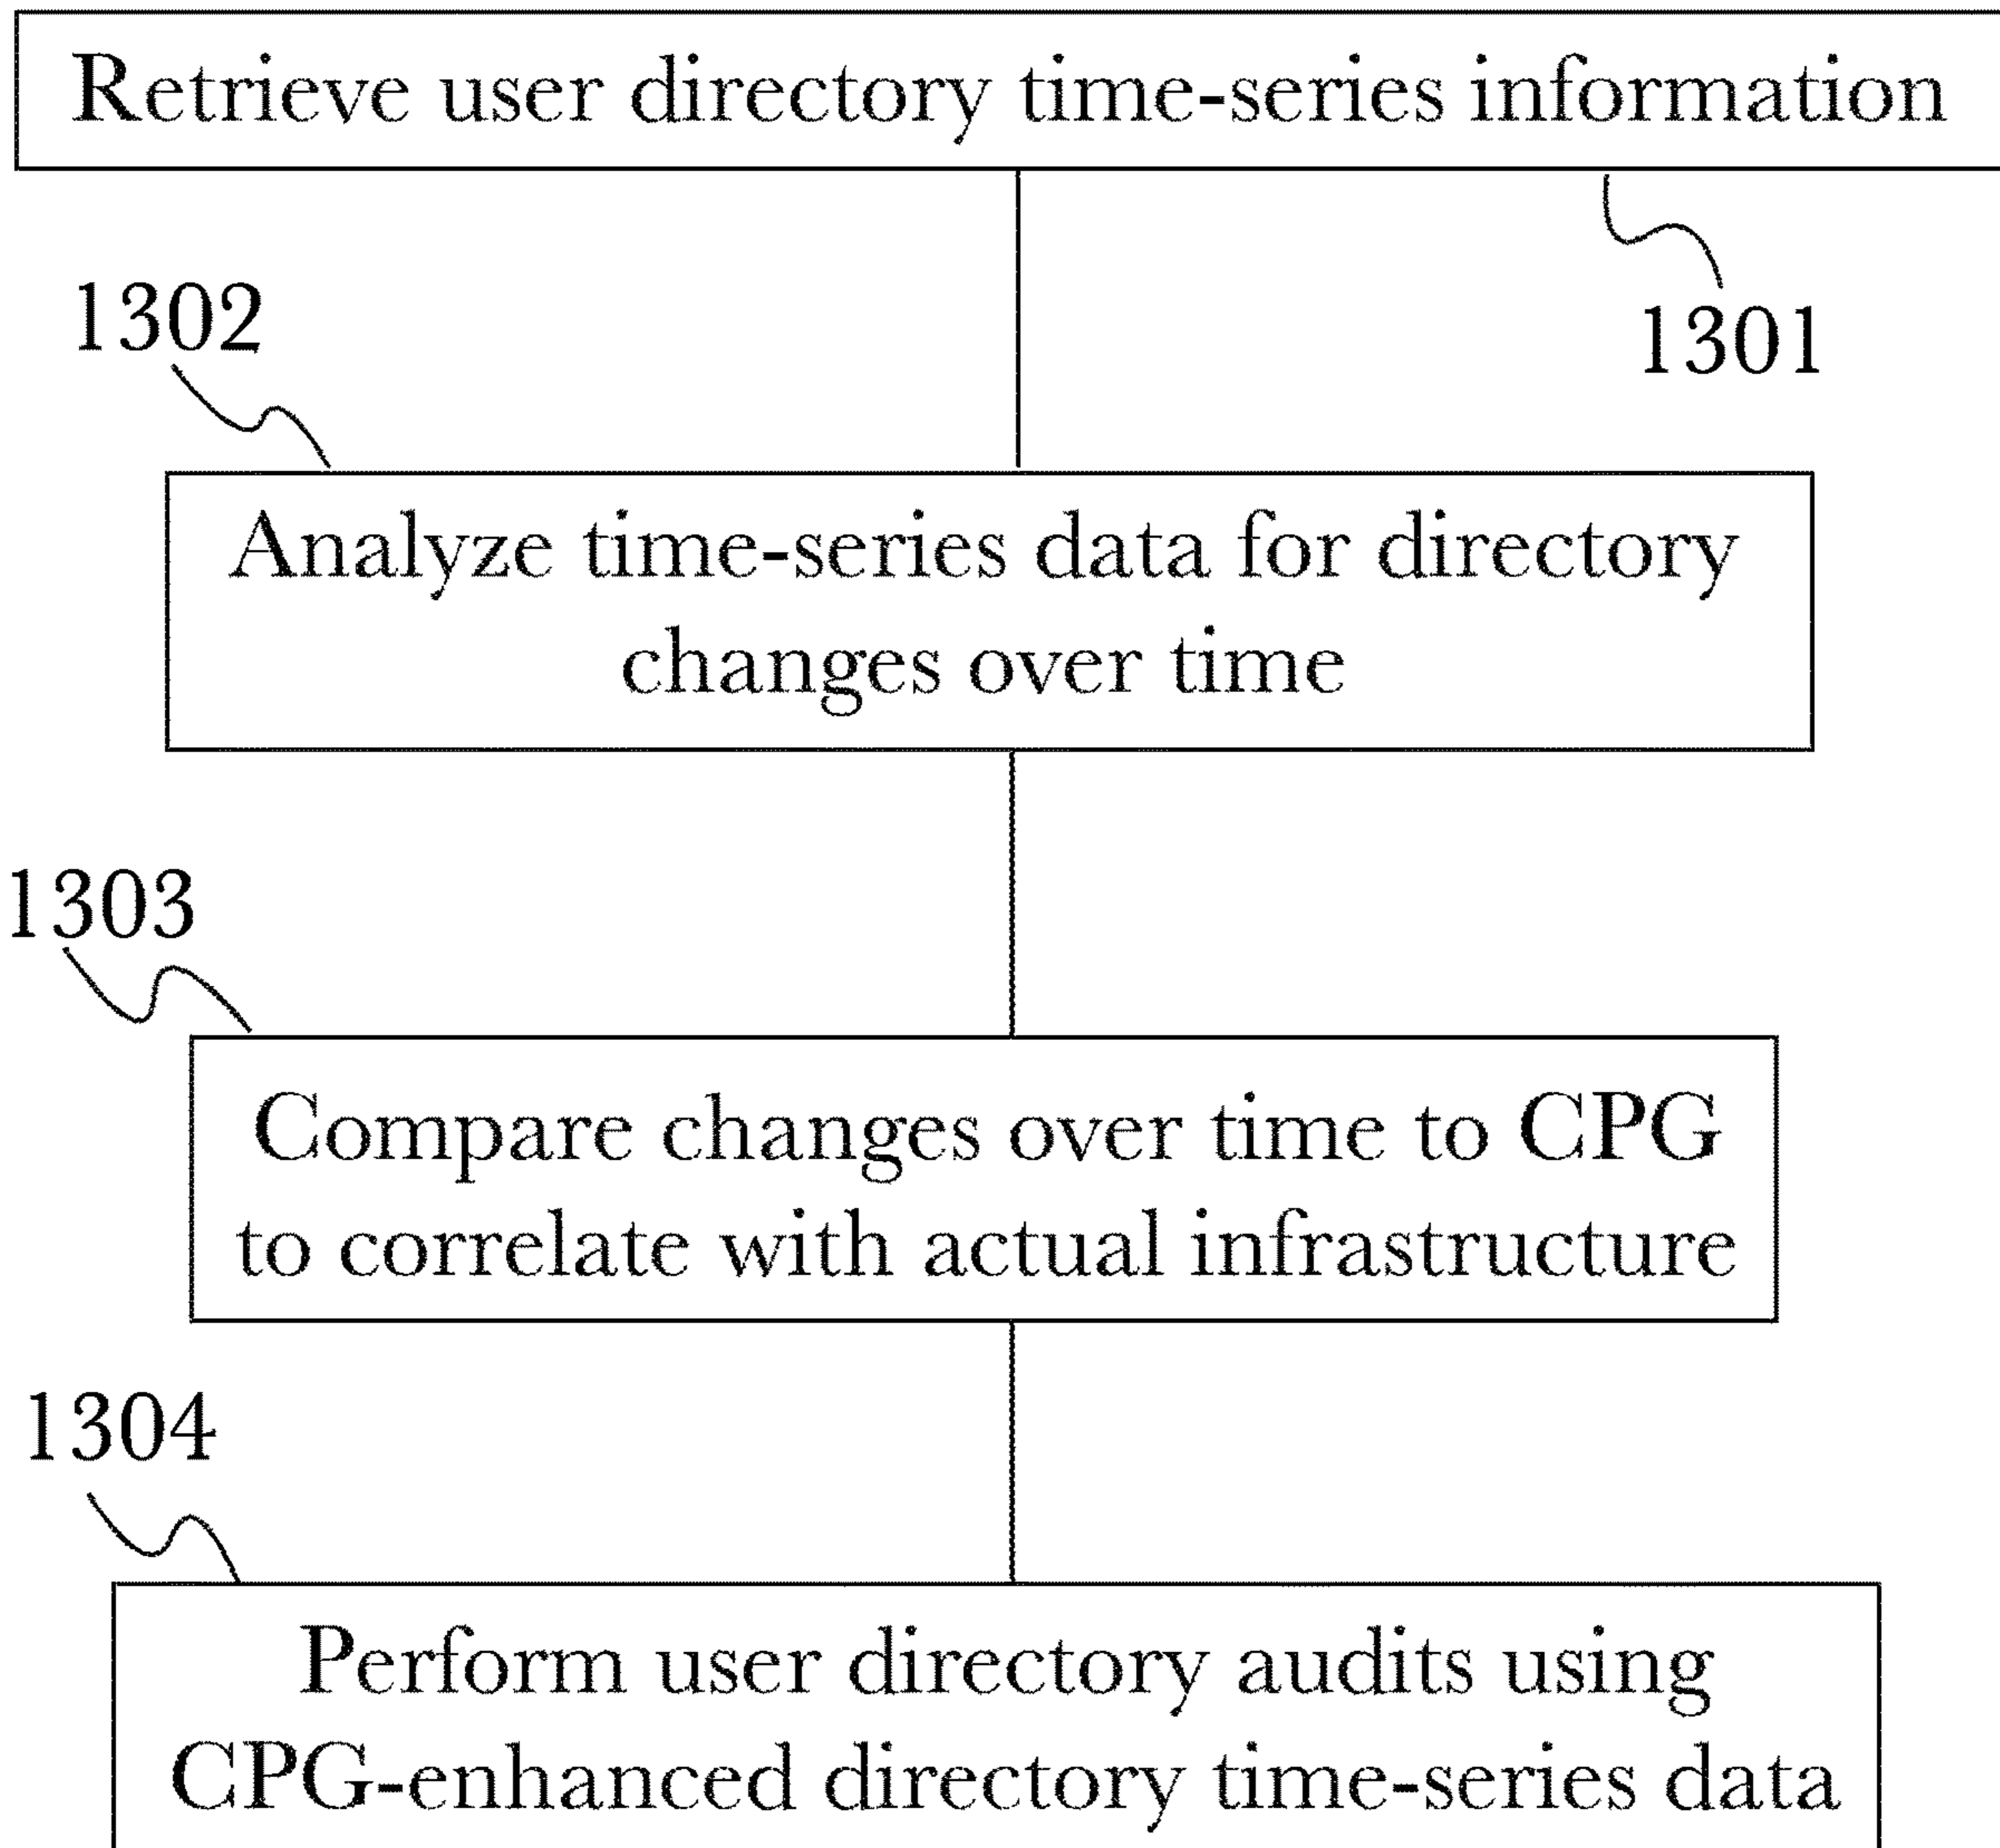 Retrieve user directory time-series information
1301
1302
Analyze time-series data for directory
changes over time
1303
Compare changes over time to CPG
to correlate with actual infrastructure
1304
Perform user directory audits using
CPG-enhanced directory time-series data